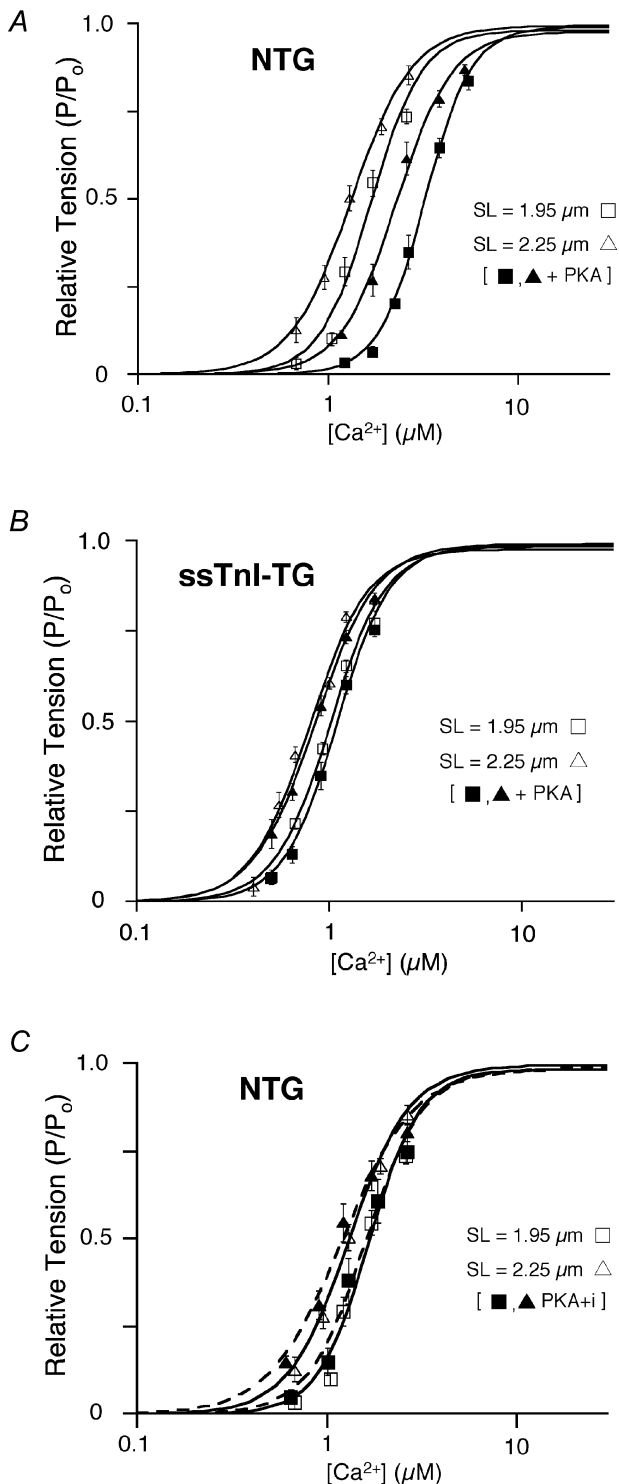 A
NTG
1.0
0.5
0
Relative Tension (P/Pₒ)
SL = 1.95 µm □
SL = 2.25 µm △
[ ■ , ▲ + PKA ]
0.1
1
10
[Ca²⁺] (µM)
B
ssTnI-TG
1.0
0.5
0
Relative Tension (P/Pₒ)
SL = 1.95 µm □
SL = 2.25 µm △
[ ■ , ▲ + PKA ]
0.1
1
10
[Ca²⁺] (µM)
C
NTG
1.0
0.5
0
Relative Tension (P/Pₒ)
SL = 1.95 µm □
SL = 2.25 µm △
[ ■ , ▲ PKA+i ]
0.1
1
10
[Ca²⁺] (µM)